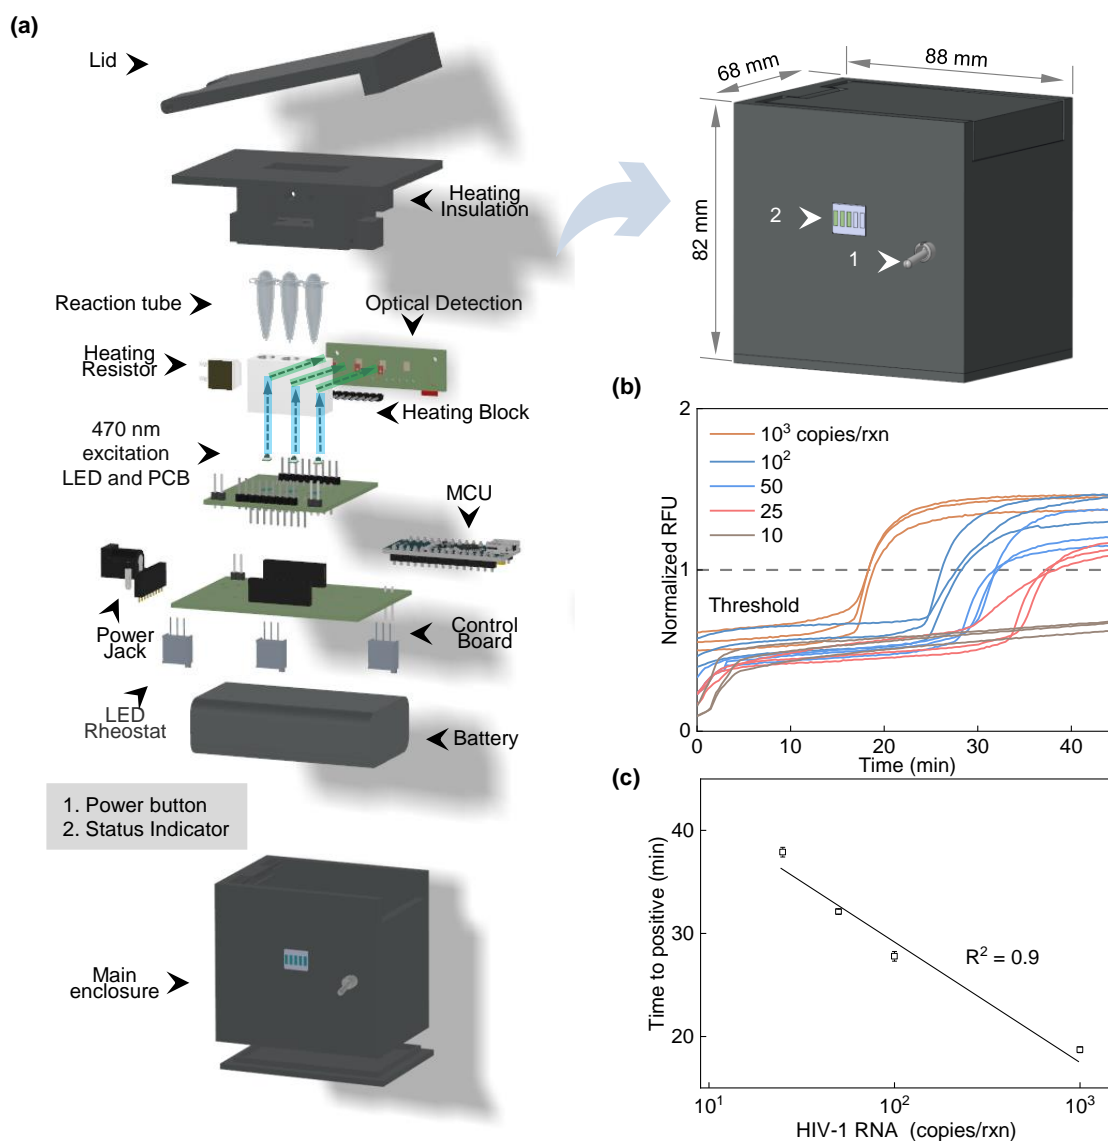 (a)
Lid
Heating
Insulation
Reaction tube
Optical Detection
Heating
Resistor
Heating Block
470 nm
excitation
LED and PCB
MCU
Power
Jack
Control
Board
LED
Rheostat
Battery
1. Power button
2. Status Indicator
Main
enclosure
68 mm
88 mm
82 mm
2
1
(b)
2
1
0
Normalized RFU
10³ copies/rxn
10²
50
25
10
Threshold
0
10
20
30
40
Time (min)
(c)
40
30
20
Time to positive (min)
R² = 0.9
10¹
10²
10³
HIV-1 RNA (copies/rxn)